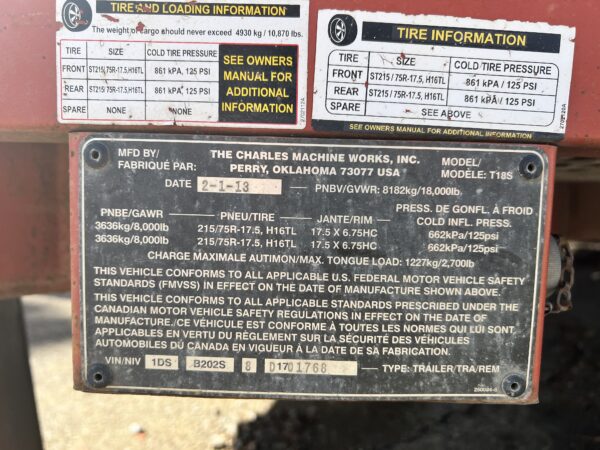 TIRE AND LOADING INFORMATION
The weight of cargo should never exceed 4930 kg / 10,870 lbs.
TIRE SIZE COLD TIRE PRESSURE
FRONT ST215/75R-17.5, H16TL 861 kPA, 125 PSI
REAR ST215/75R-17.5, H16TL 861 kPA, 125 PSI
SPARE NONE NONE
SEE OWNERS
MANUAL FOR
ADDITIONAL
INFORMATION
TIRE INFORMATION
TIRE SIZE COLD TIRE PRESSURE
FRONT ST215/75R-17.5, H16TL 861 kPA / 125 PSI
REAR ST215/75R-17.5, H16TL 861 kPA / 125 PSI
SPARE SEE ABOVE
SEE OWNERS MANUAL FOR ADDITIONAL INFORMATION
MFD BY/ THE CHARLES MACHINE WORKS, INC. MODEL/
FABRIQUÉ PAR: PERRY, OKLAHOMA 73077 USA MODÈLE: T18S
DATE 2-1-13 PNBV/GVWR: 8182kg/18,000lb.
PRESS. DE GONFL. À FROID
PNBE/GAWR PNEU/TIRE JANTE/RIM COLD INFL. PRESS.
3636kg/8,000lb 215/75R-17.5, H16TL 17.5 X 6.75HC 662kPa/125psi
3636kg/8,000lb 215/75R-17.5, H16TL 17.5 X 6.75HC 662kPa/125psi
CHARGE MAXIMALE AUTIMON/MAX. TONGUE LOAD: 1227kg/2,700lb
THIS VEHICLE CONFORMS TO ALL APPLICABLE U.S. FEDERAL MOTOR VEHICLE SAFETY
STANDARDS (FMVSS) IN EFFECT ON THE DATE OF MANUFACTURE SHOWN ABOVE.
THIS VEHICLE CONFORMS TO ALL APPLICABLE STANDARDS PRESCRIBED UNDER THE
CANADIAN MOTOR VEHICLE SAFETY REGULATIONS IN EFFECT ON THE DATE OF
MANUFACTURE./CE VÉHICULE EST CONFORME À TOUTES LES NORMES QUI LUI SONT
APPLICABLES EN VERTU DU RÈGLEMENT SUR LA SÉCURITÉ DES VÉHICULES
AUTOMOBILES DU CANADA EN VIGUEUR À LA DATE DE SA FABRICATION.
VIN/NIV 1DS B202S 8 D1701768 TYPE: TRAILER/TRA/REM